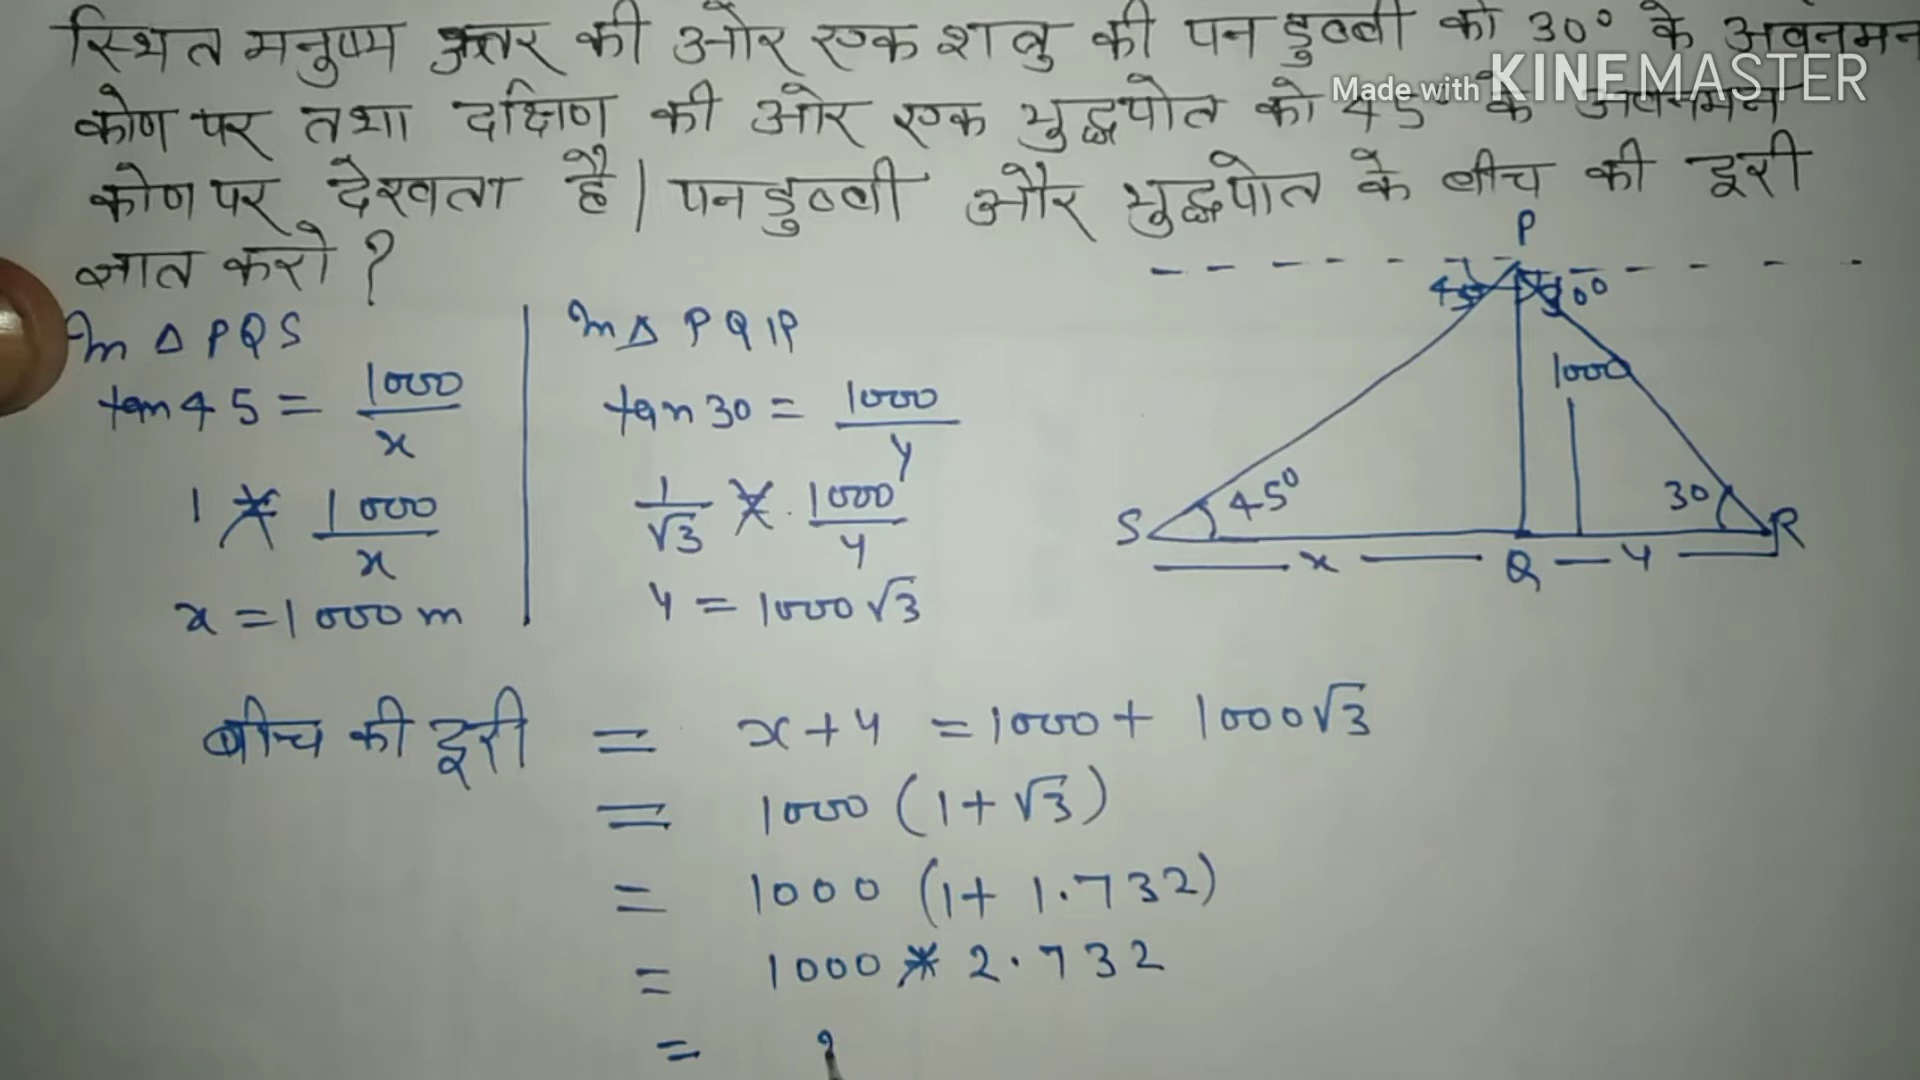 स्थित मनुष्य उत्तर की ओर एक शत्रु की पनडुब्बी को 30° के अवनमन
Made with KINEMASTER
कोण पर तथा दक्षिण की ओर एक युद्धपोत को 45° के अवनमन
कोण पर देखता है। पनडुब्बी और युद्धपोत के बीच की दूरी
ज्ञात करो ?
P
45
1000
S 45° 30 R
x Q y
In Δ PQS
tan 45 = 1000/x
1 = 1000/x
x = 1000 m
In Δ PQR
tan 30 = 1000/y
1/√3 = 1000/y
y = 1000√3
बीच की दूरी = x + y = 1000 + 1000√3
= 1000 (1 + √3)
= 1000 (1 + 1.732)
= 1000 * 2.732
=